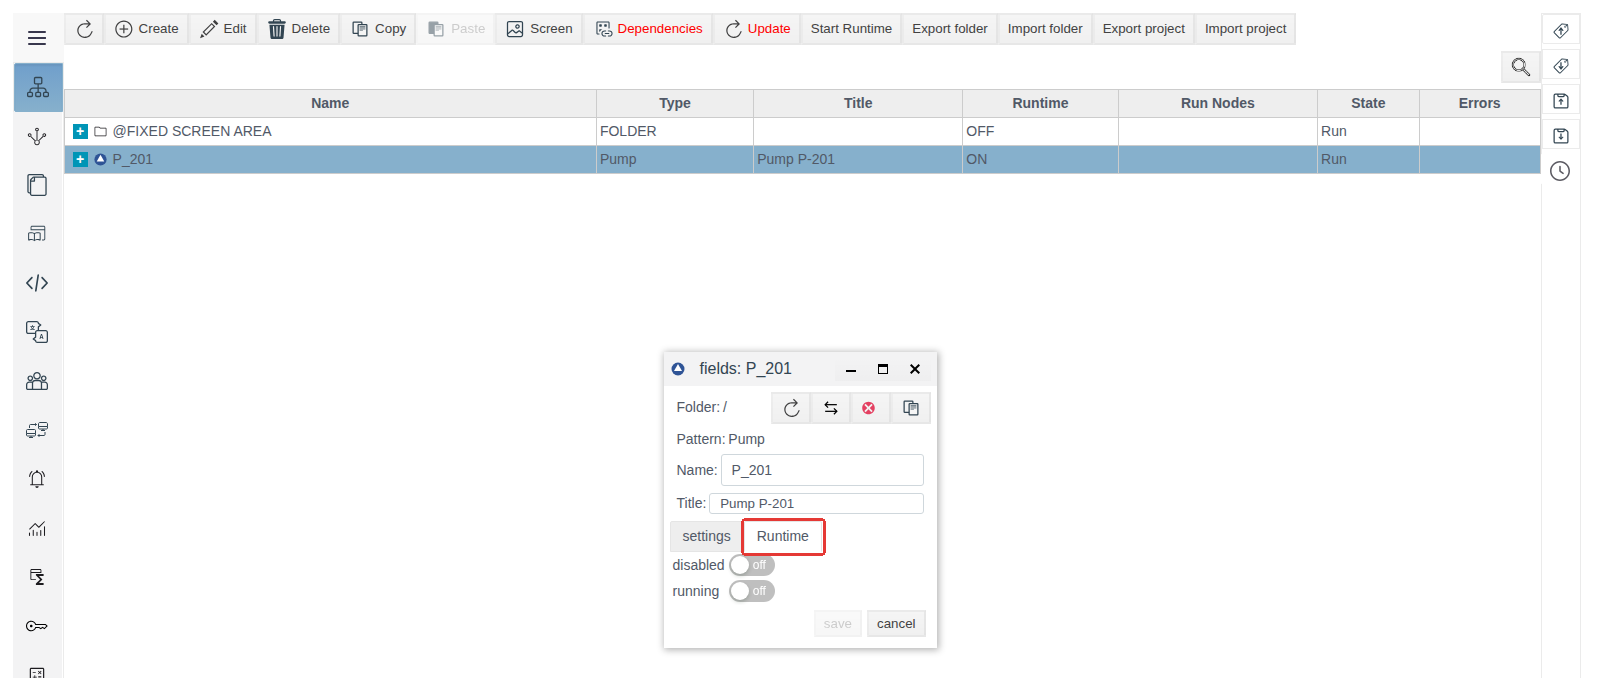 Create Edit Delete Copy Paste Screen Dependencies Update Start Runtime Export folder Import folder Export project Import project
Name Type Title Runtime Run Nodes State Errors
@FIXED SCREEN AREA FOLDER OFF Run
P_201 Pump Pump P-201 ON Run
fields: P_201
Folder: /
Pattern: Pump
Name: P_201
Title: Pump P-201
settings Runtime
disabled off
running off
save cancel